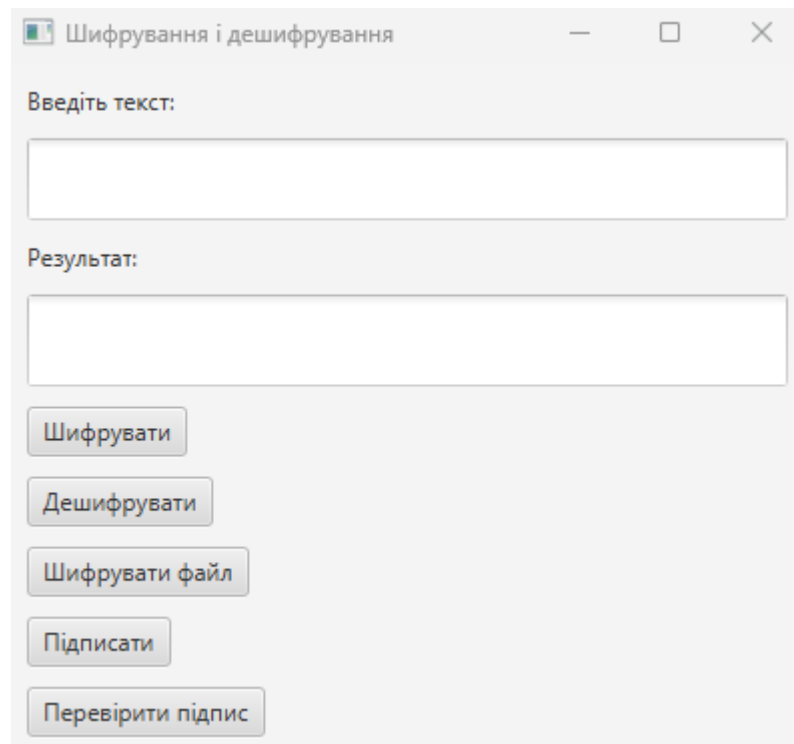 Шифрування і дешифрування
Введіть текст:
Результат:
Шифрувати
Дешифрувати
Шифрувати файл
Підписати
Перевірити підпис